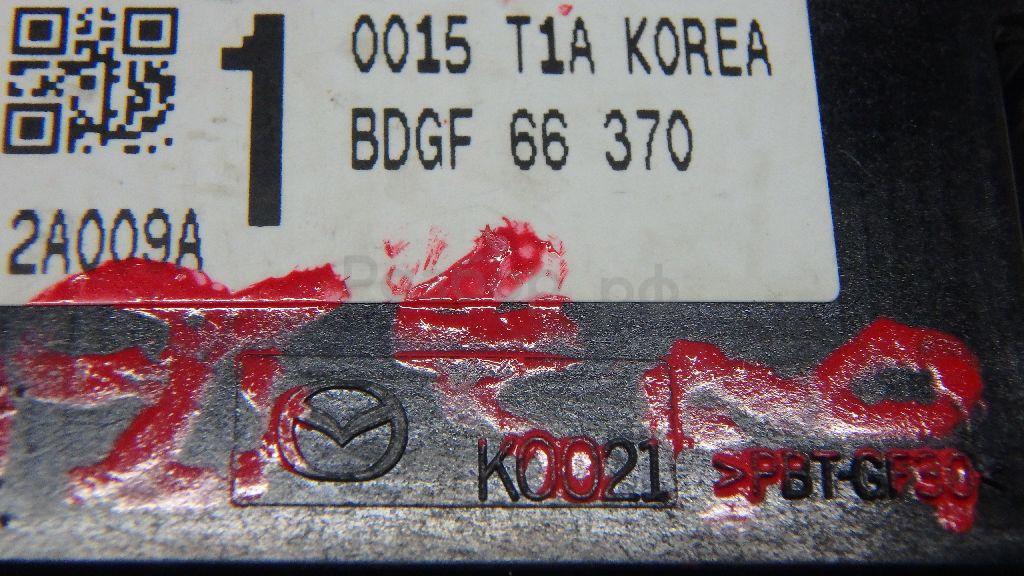 1
0015 T1A KOREA
BDGF 66 370
2A009A
K0021
>PBT-GF30<